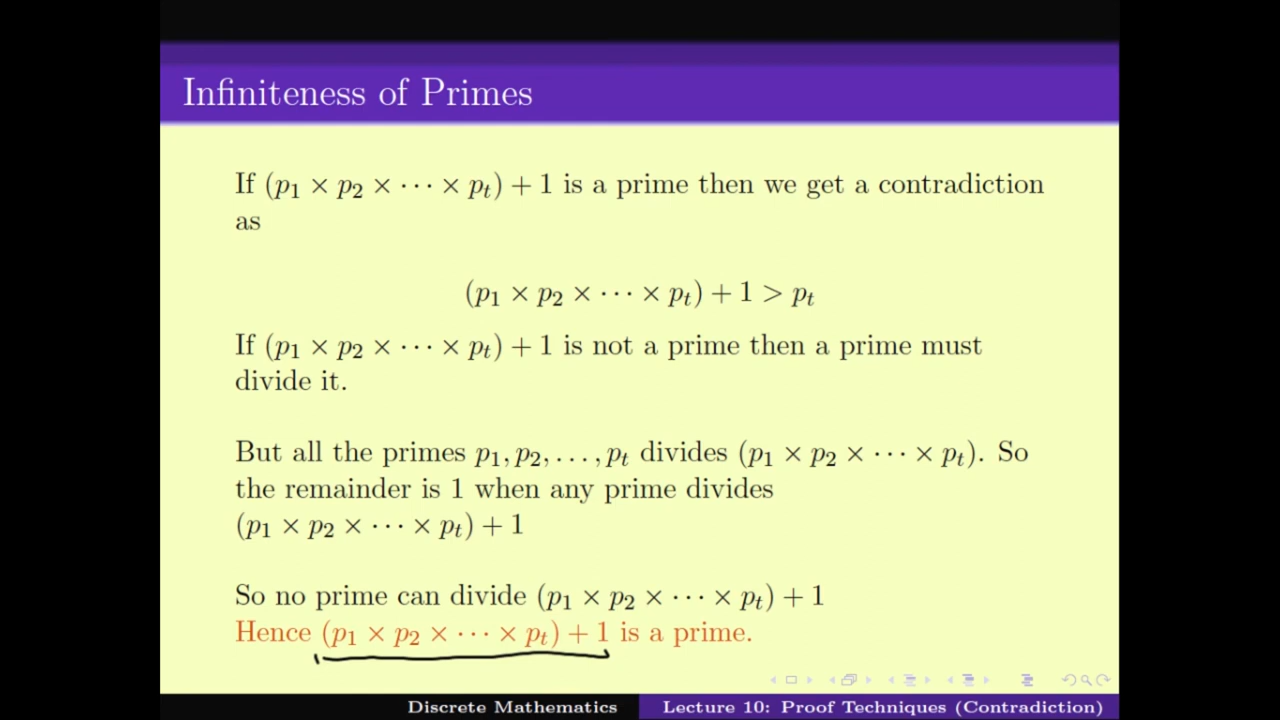 Infiniteness of Primes
If (p₁ × p₂ × ⋯ × pₜ) + 1 is a prime then we get a contradiction
as
(p₁ × p₂ × ⋯ × pₜ) + 1 > pₜ
If (p₁ × p₂ × ⋯ × pₜ) + 1 is not a prime then a prime must
divide it.
But all the primes p₁, p₂, …, pₜ divides (p₁ × p₂ × ⋯ × pₜ). So
the remainder is 1 when any prime divides
(p₁ × p₂ × ⋯ × pₜ) + 1
So no prime can divide (p₁ × p₂ × ⋯ × pₜ) + 1
Hence (p₁ × p₂ × ⋯ × pₜ) + 1 is a prime.
Discrete Mathematics Lecture 10: Proof Techniques (Contradiction)